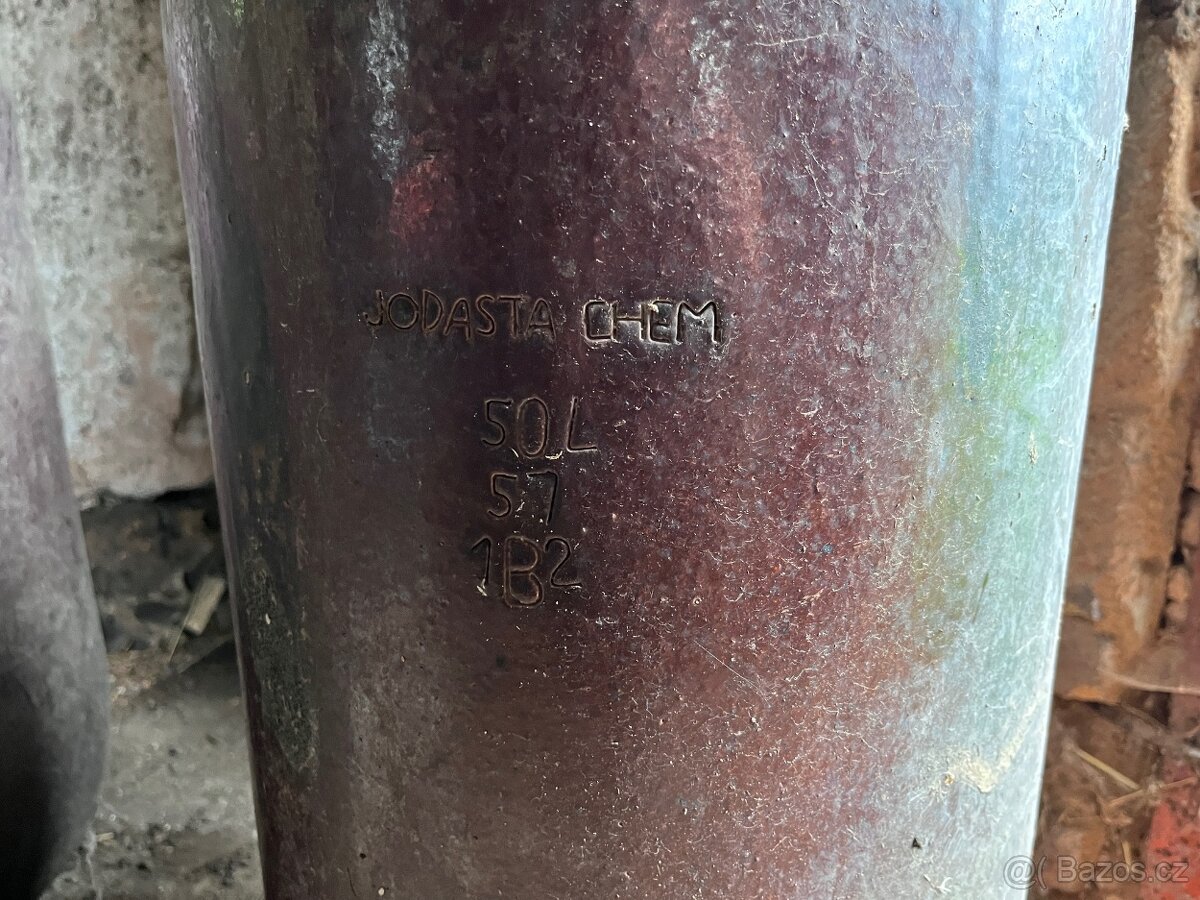 JODASTA CHEM
50L
57
1B2
@( Bazos.cz